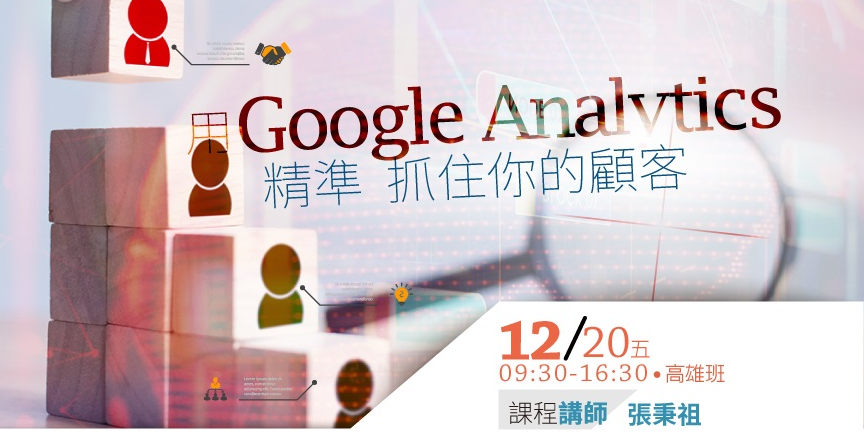 用Google Analytics
精準 抓住你的顧客
12/20五
09:30-16:30•高雄班
課程講師 張秉祖